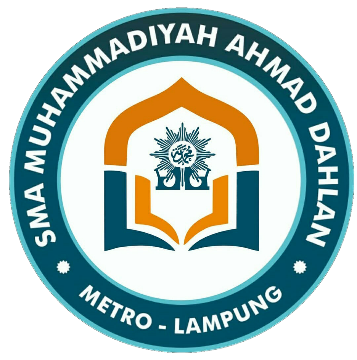 SMA MUHAMMADIYAH AHMAD DAHLAN
METRO - LAMPUNG